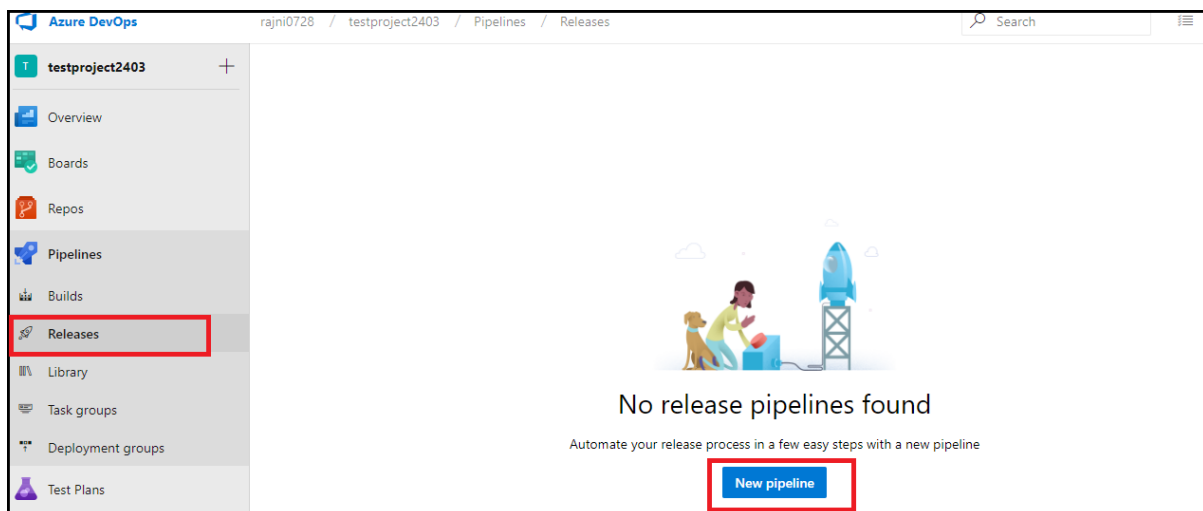 Azure DevOps
rajni0728 / testproject2403 / Pipelines / Releases
Search
T testproject2403
Overview
Boards
Repos
Pipelines
Builds
Releases
Library
Task groups
Deployment groups
Test Plans
No release pipelines found
Automate your release process in a few easy steps with a new pipeline
New pipeline